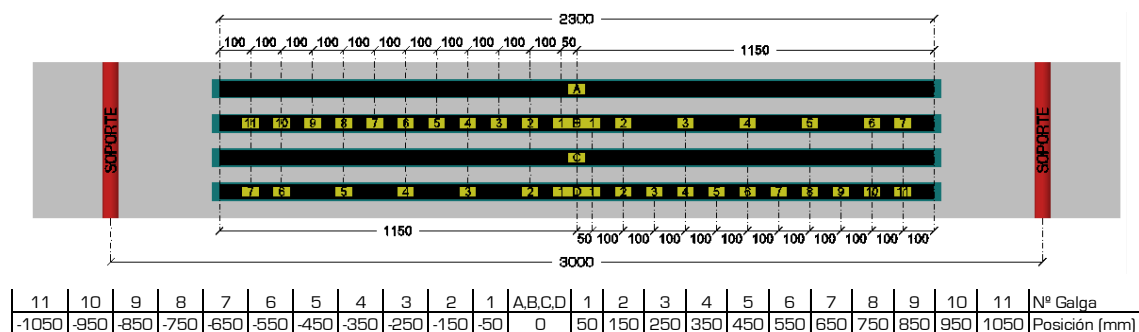 2300
100 100 100 100 100 100 100 100 100 100 100 50 1150
A
11 10 9 8 7 6 5 4 3 2 1 B 1 2 3 4 5 6 7
SOPORTE
SOPORTE
C
7 6 5 4 3 2 1 D 1 2 3 4 5 6 7 8 9 10 11
1150 50 100 100 100 100 100 100 100 100 100 100 100
3000
11 10 9 8 7 6 5 4 3 2 1 A,B,C,D 1 2 3 4 5 6 7 8 9 10 11 Nº Galga
-1050 -950 -850 -750 -650 -550 -450 -350 -250 -150 -50 0 50 150 250 350 450 550 650 750 850 950 1050 Posición (mm)